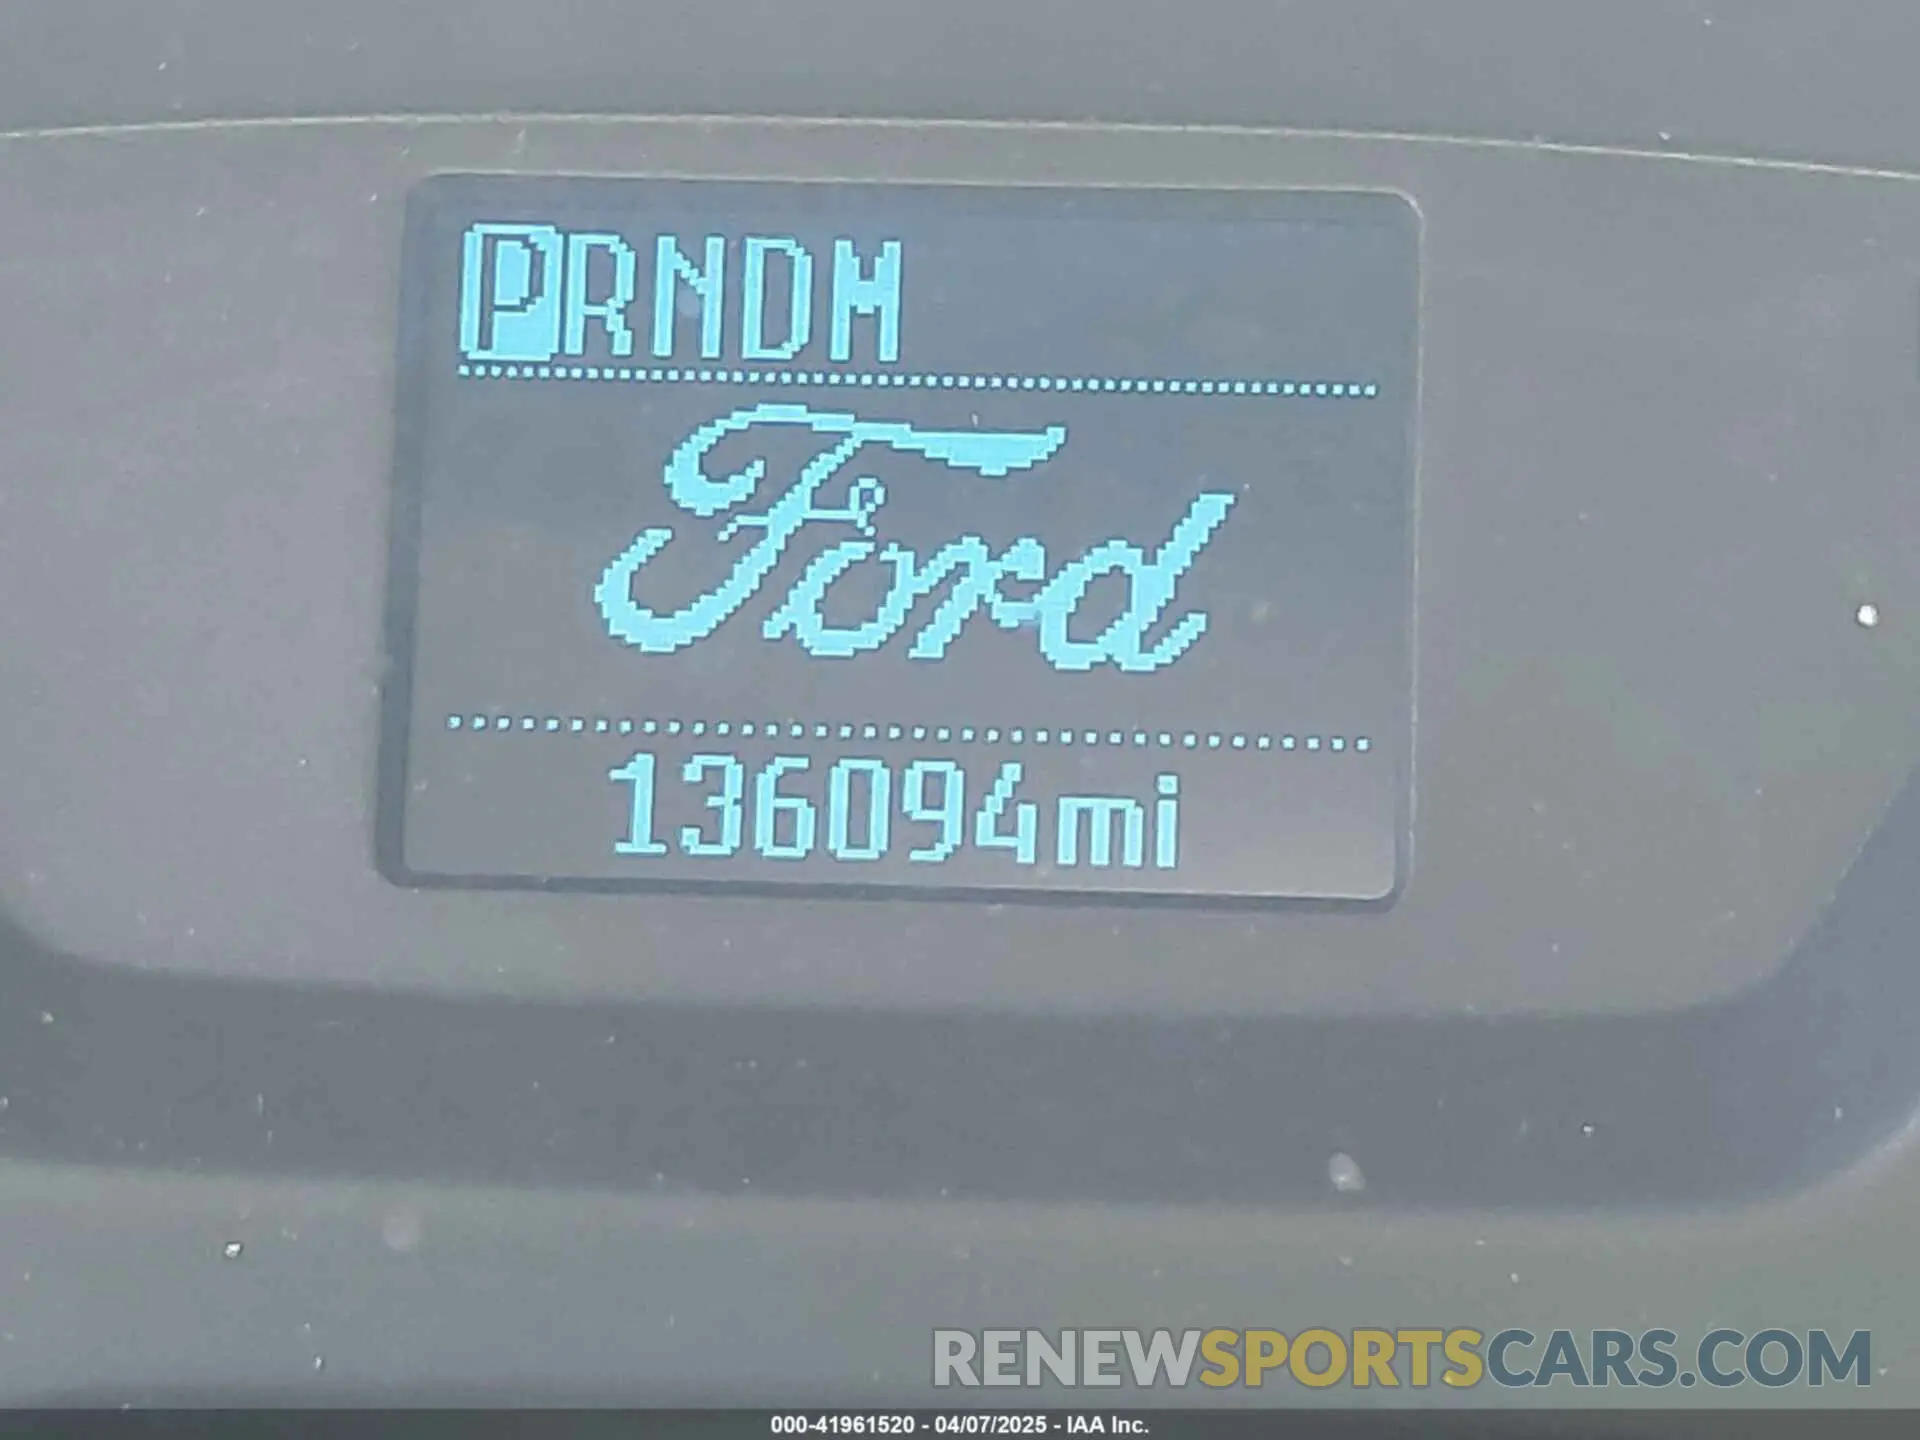 PRNDM
Ford
136094mi
RENEWSPORTSCARS.COM
000-41961520 - 04/07/2025 - IAA Inc.